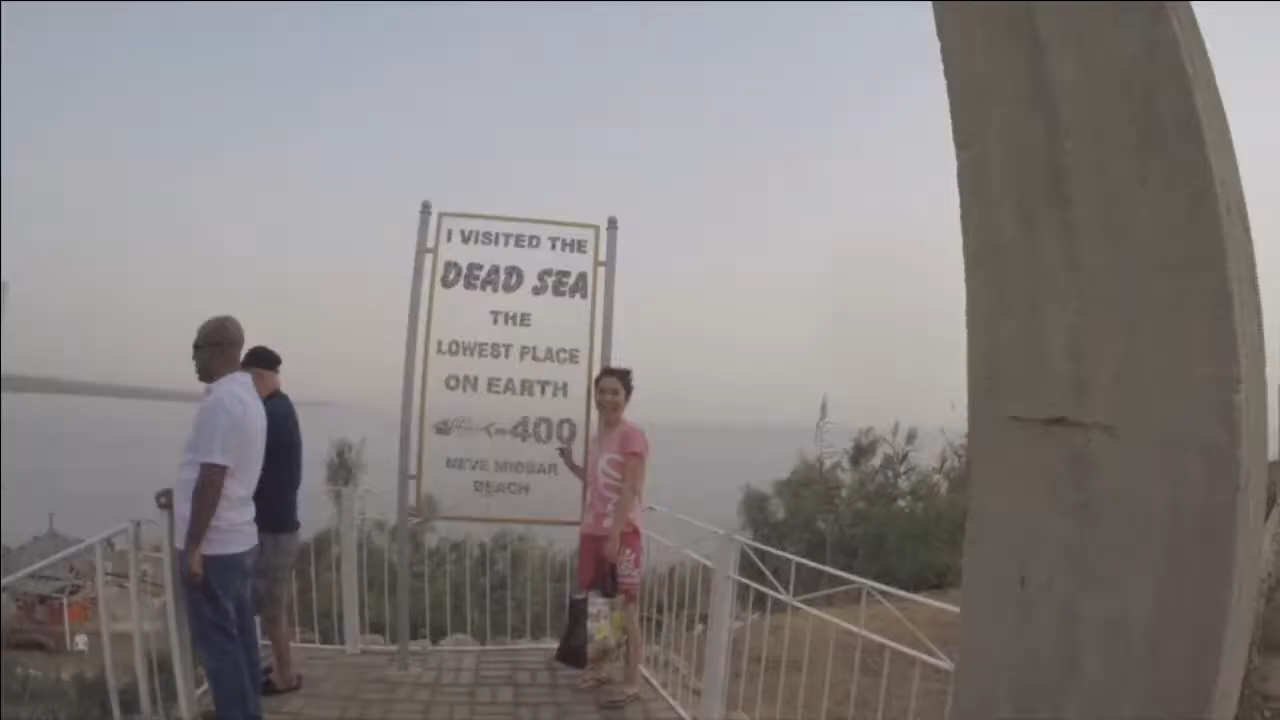 I VISITED THE
DEAD SEA
THE
LOWEST PLACE
ON EARTH
400
NEVE MIDBAR
BEACH